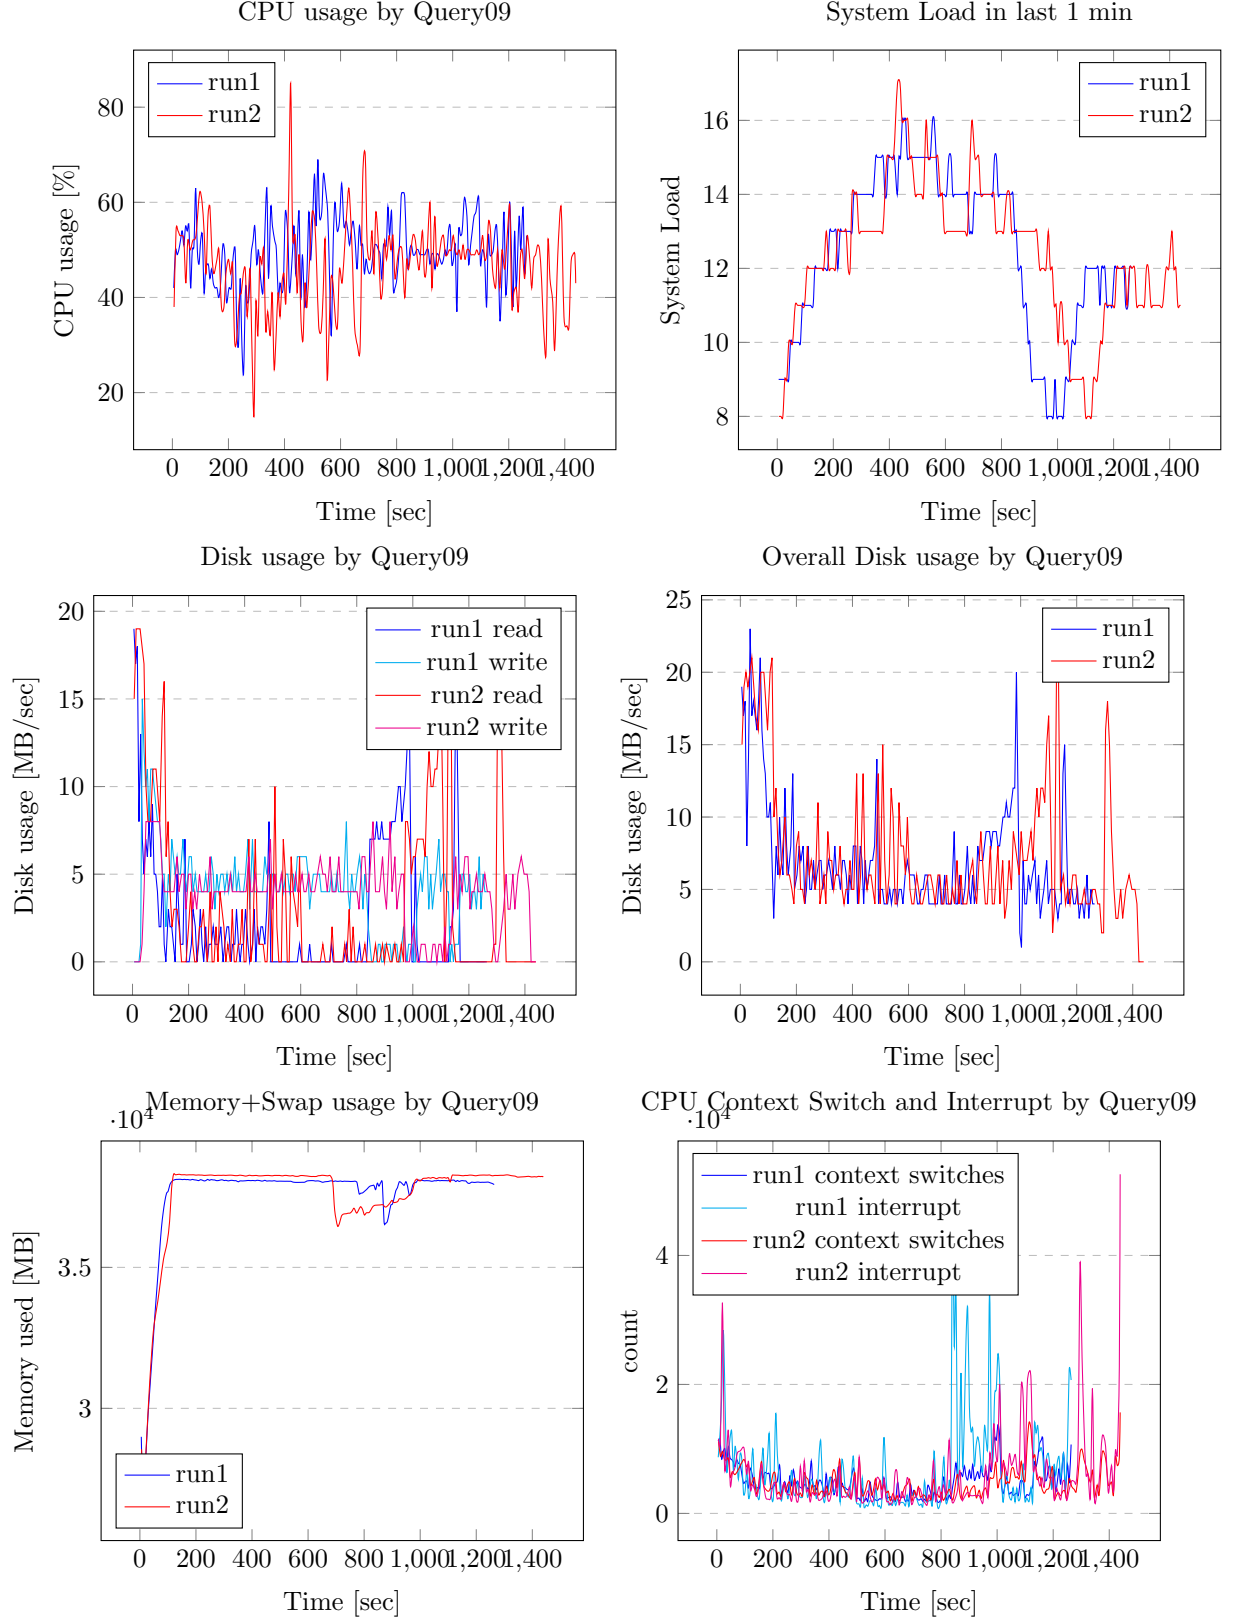 CPU usage by Query09
CPU usage [%]
80
60
40
20
run1
run2
0 200 400 600 800 1,000 1,200 1,400
Time [sec]
System Load in last 1 min
System Load
16
14
12
10
8
run1
run2
0 200 400 600 800 1,000 1,200 1,400
Time [sec]
Disk usage by Query09
Disk usage [MB/sec]
20
15
10
5
0
run1 read
run1 write
run2 read
run2 write
0 200 400 600 800 1,000 1,200 1,400
Time [sec]
Overall Disk usage by Query09
Disk usage [MB/sec]
25
20
15
10
5
0
run1
run2
0 200 400 600 800 1,000 1,200 1,400
Time [sec]
Memory+Swap usage by Query09
·10⁴
Memory used [MB]
3.5
3
run1
run2
0 200 400 600 800 1,000 1,200 1,400
Time [sec]
CPU Context Switch and Interrupt by Query09
·10⁴
count
4
2
0
run1 context switches
run1 interrupt
run2 context switches
run2 interrupt
0 200 400 600 800 1,000 1,200 1,400
Time [sec]